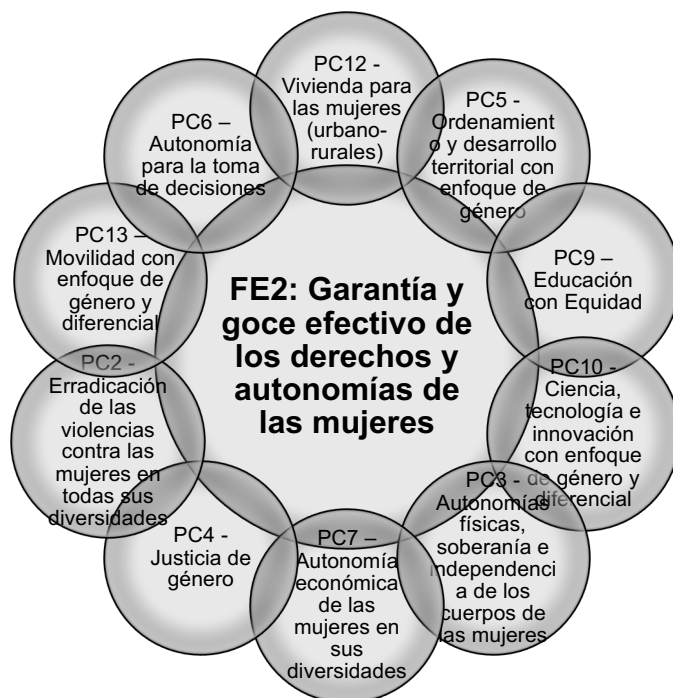 PC12 -
Vivienda para
las mujeres
(urbano-
rurales)
PC5 -
Ordenamient
o y desarrollo
territorial con
enfoque de
género
PC9 –
Educación
con Equidad
PC10 -
Ciencia,
tecnología e
innovación
con enfoque
de género y
diferencial
PC3 -
Autonomías
físicas,
soberanía e
independenci
a de los
cuerpos de
las mujeres
PC7 –
Autonomía
económica
de las
mujeres en
sus
diversidades
PC4 -
Justicia de
género
PC2 -
Erradicación
de las
violencias
contra las
mujeres en
todas sus
diversidades
PC13 –
Movilidad con
enfoque de
género y
diferencial
PC6 –
Autonomía
para la toma
de decisiones
FE2: Garantía y
goce efectivo de
los derechos y
autonomías de
las mujeres